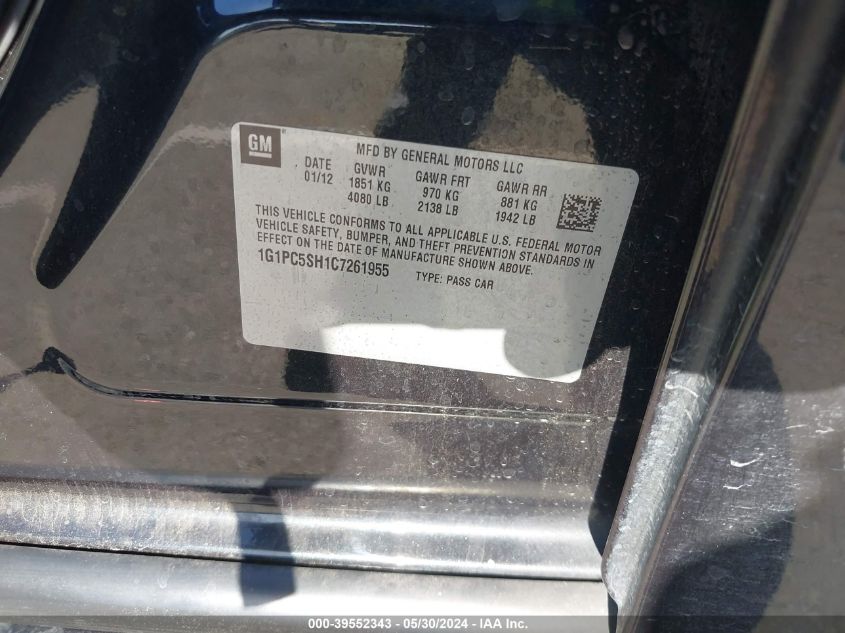 GM
MFD BY GENERAL MOTORS LLC
DATE GVWR GAWR FRT GAWR RR
01/12 1851 KG 970 KG 881 KG
4080 LB 2138 LB 1942 LB
THIS VEHICLE CONFORMS TO ALL APPLICABLE U.S. FEDERAL MOTOR
VEHICLE SAFETY, BUMPER, AND THEFT PREVENTION STANDARDS IN
EFFECT ON THE DATE OF MANUFACTURE SHOWN ABOVE.
1G1PC5SH1C7261955 TYPE: PASS CAR
000-39552343 - 05/30/2024 - IAA Inc.